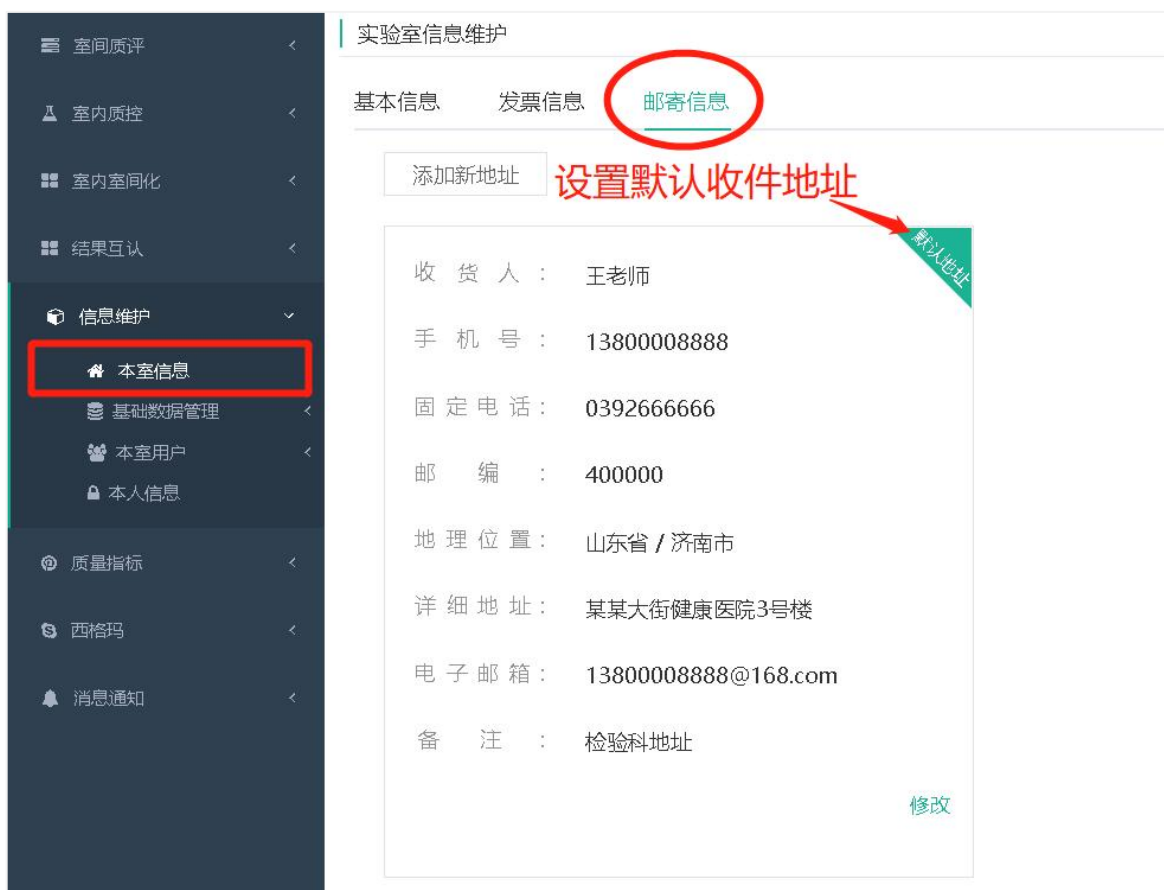 室间质评
室内质控
室内室间化
结果互认
信息维护
本室信息
基础数据管理
本室用户
本人信息
质量指标
西格玛
消息通知
实验室信息维护
基本信息 发票信息 邮寄信息
添加新地址 设置默认收件地址
默认地址
收货人: 王老师
手机号: 13800008888
固定电话: 0392666666
邮编: 400000
地理位置: 山东省 / 济南市
详细地址: 某某大街健康医院3号楼
电子邮箱: 13800008888@168.com
备注: 检验科地址
修改